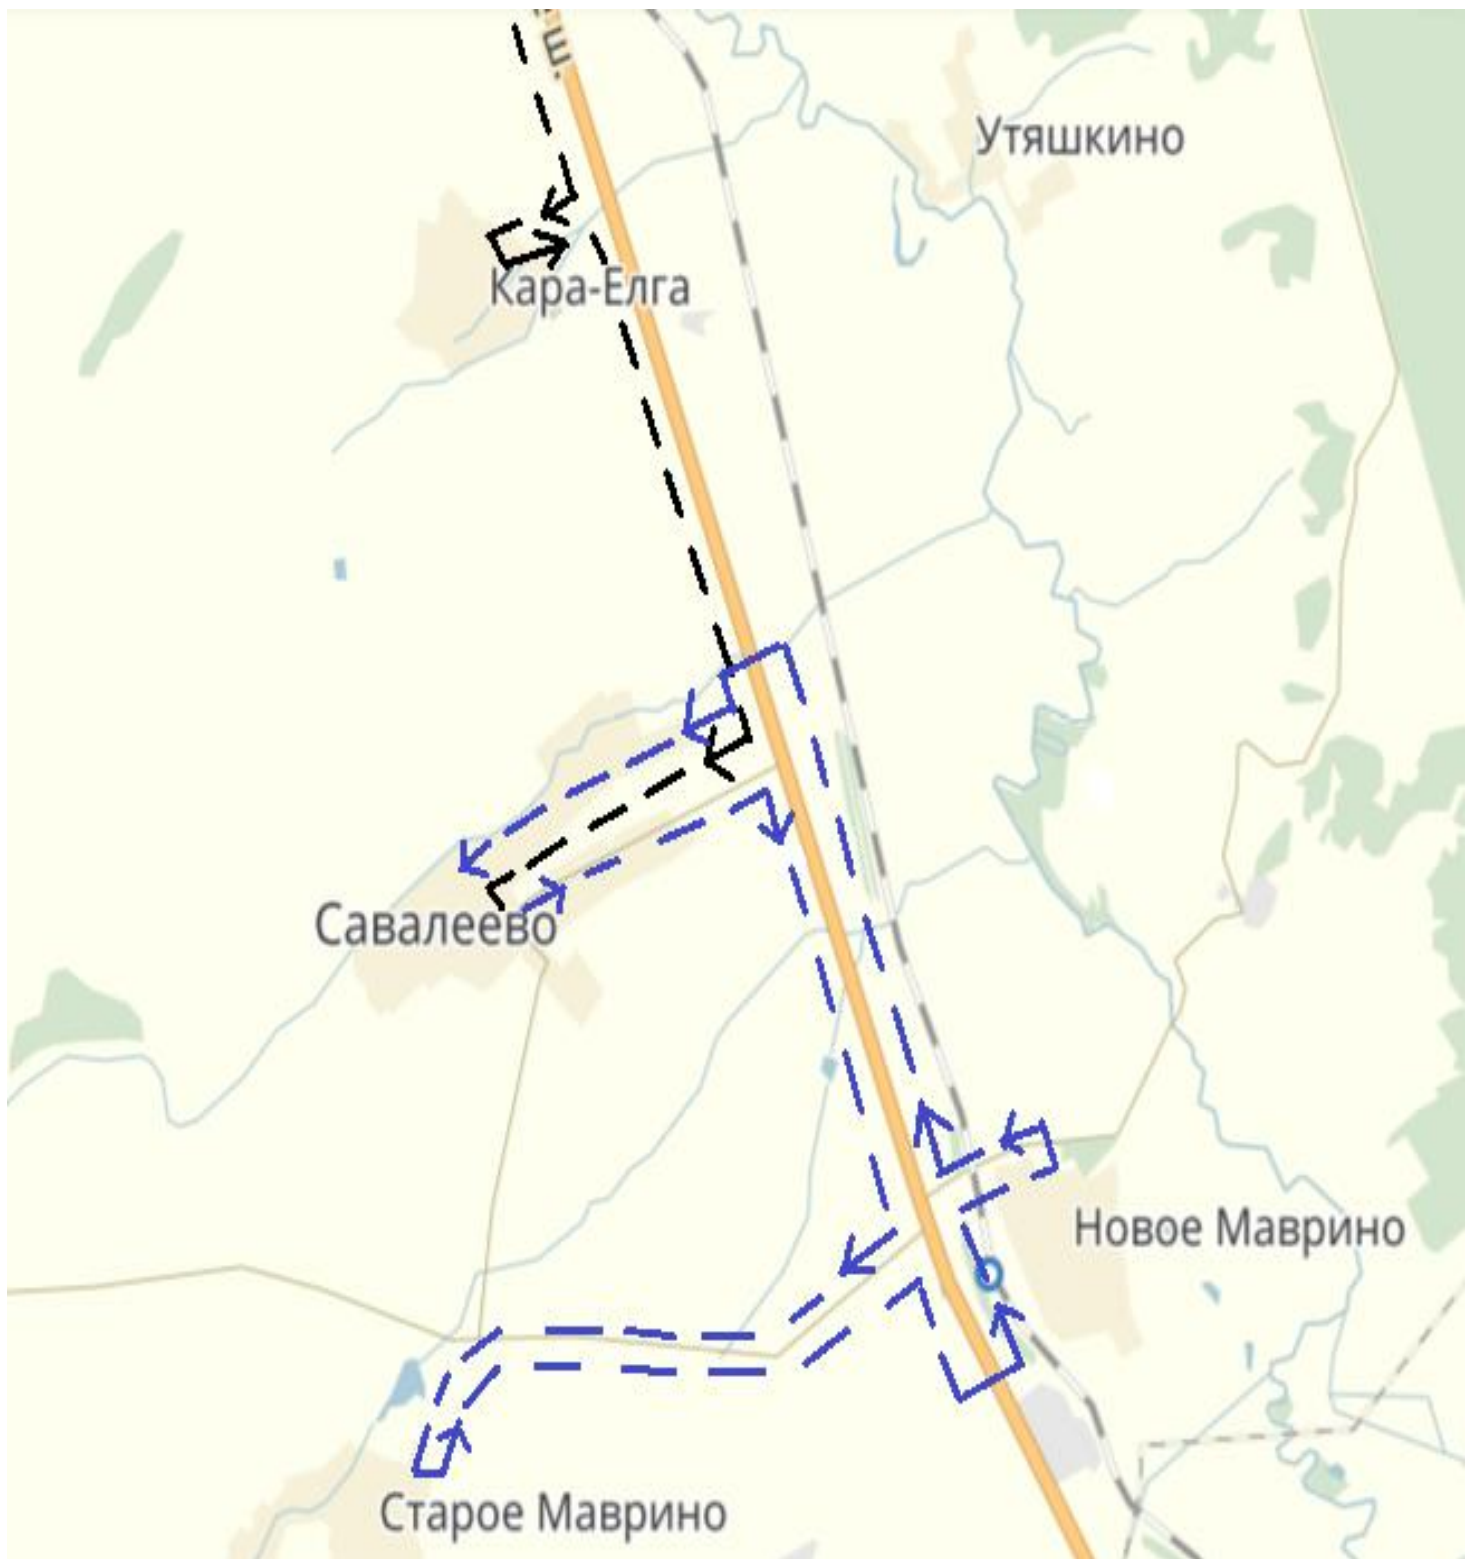 ш.
Утяшкино
Кара-Елга
Савалеево
Новое Маврино
Старое Маврино